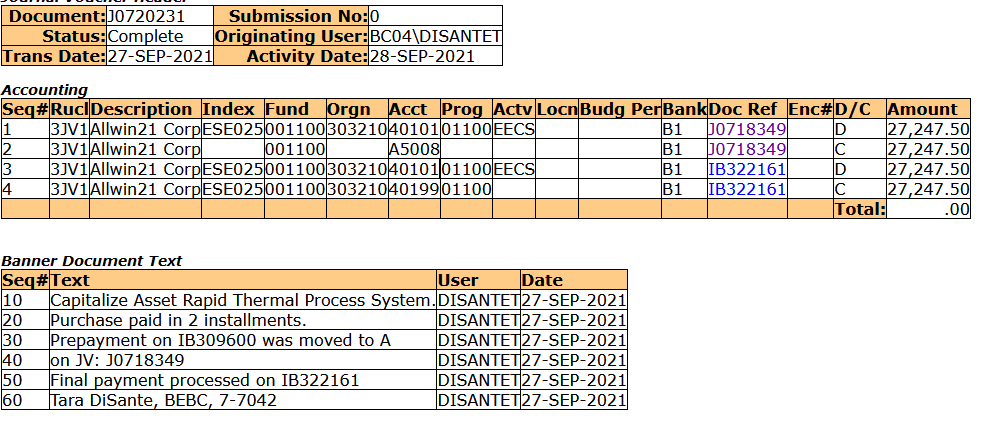 Journal Voucher Header
Document: J0720231 Submission No: 0
Status: Complete Originating User: BC04\DISANTET
Trans Date: 27-SEP-2021 Activity Date: 28-SEP-2021
Accounting
Seq# Rucl Description Index Fund Orgn Acct Prog Actv Locn Budg Per Bank Doc Ref Enc# D/C Amount
1 3JV1 Allwin21 Corp ESE025 001100 303210 40101 01100 EECS B1 J0718349 D 27,247.50
2 3JV1 Allwin21 Corp 001100 A5008 B1 J0718349 C 27,247.50
3 3JV1 Allwin21 Corp ESE025 001100 303210 40101 01100 EECS B1 IB322161 D 27,247.50
4 3JV1 Allwin21 Corp ESE025 001100 303210 40199 01100 B1 IB322161 C 27,247.50
Total: .00
Banner Document Text
Seq# Text User Date
10 Capitalize Asset Rapid Thermal Process System. DISANTET 27-SEP-2021
20 Purchase paid in 2 installments. DISANTET 27-SEP-2021
30 Prepayment on IB309600 was moved to A DISANTET 27-SEP-2021
40 on JV: J0718349 DISANTET 27-SEP-2021
50 Final payment processed on IB322161 DISANTET 27-SEP-2021
60 Tara DiSante, BEBC, 7-7042 DISANTET 27-SEP-2021